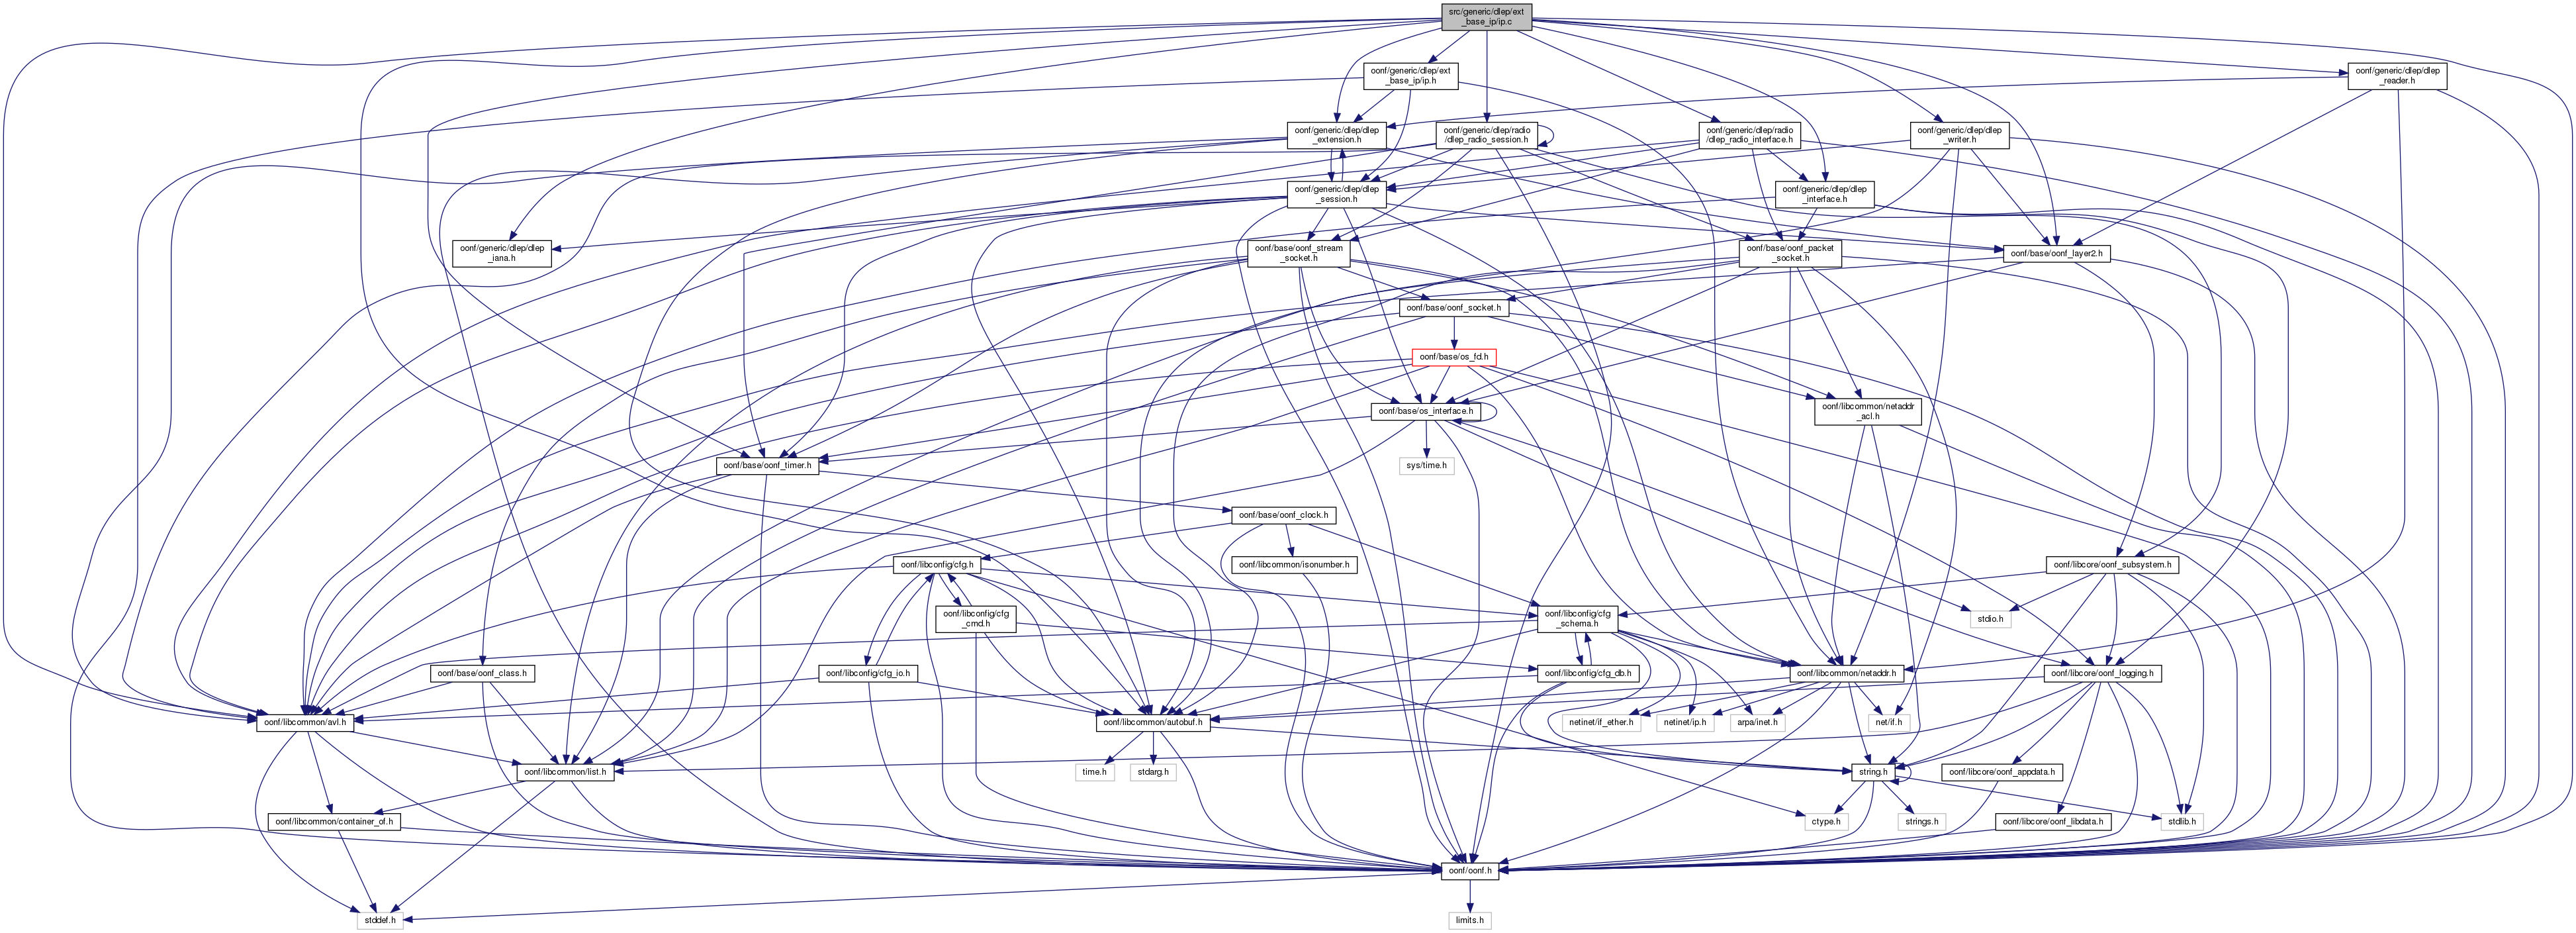 src/generic/dlep/ext
_base_ip/ip.c
oonf/generic/dlep/ext
_base_ip/ip.h
oonf/generic/dlep/dlep
_reader.h
oonf/generic/dlep/dlep
_extension.h
oonf/generic/dlep/radio
/dlep_radio_session.h
oonf/generic/dlep/radio
/dlep_radio_interface.h
oonf/generic/dlep/dlep
_writer.h
oonf/generic/dlep/dlep
_session.h
oonf/generic/dlep/dlep
_interface.h
oonf/generic/dlep/dlep
_iana.h
oonf/base/oonf_stream
_socket.h
oonf/base/oonf_packet
_socket.h
oonf/base/oonf_layer2.h
oonf/base/oonf_socket.h
oonf/base/os_fd.h
oonf/base/os_interface.h
oonf/libcommon/netaddr
_acl.h
oonf/base/oonf_timer.h
sys/time.h
oonf/base/oonf_clock.h
oonf/libconfig/cfg.h
oonf/libcommon/isonumber.h
oonf/libcore/oonf_subsystem.h
oonf/libconfig/cfg
_cmd.h
oonf/libconfig/cfg
_schema.h
stdio.h
oonf/base/oonf_class.h
oonf/libconfig/cfg_io.h
oonf/libconfig/cfg_db.h
oonf/libcommon/netaddr.h
oonf/libcore/oonf_logging.h
oonf/libcommon/avl.h
oonf/libcommon/autobuf.h
netinet/if_ether.h
netinet/ip.h
arpa/inet.h
net/if.h
oonf/libcommon/list.h
time.h
stdarg.h
string.h
oonf/libcore/oonf_appdata.h
oonf/libcommon/container_of.h
ctype.h
strings.h
oonf/libcore/oonf_libdata.h
stdlib.h
oonf/oonf.h
stddef.h
limits.h